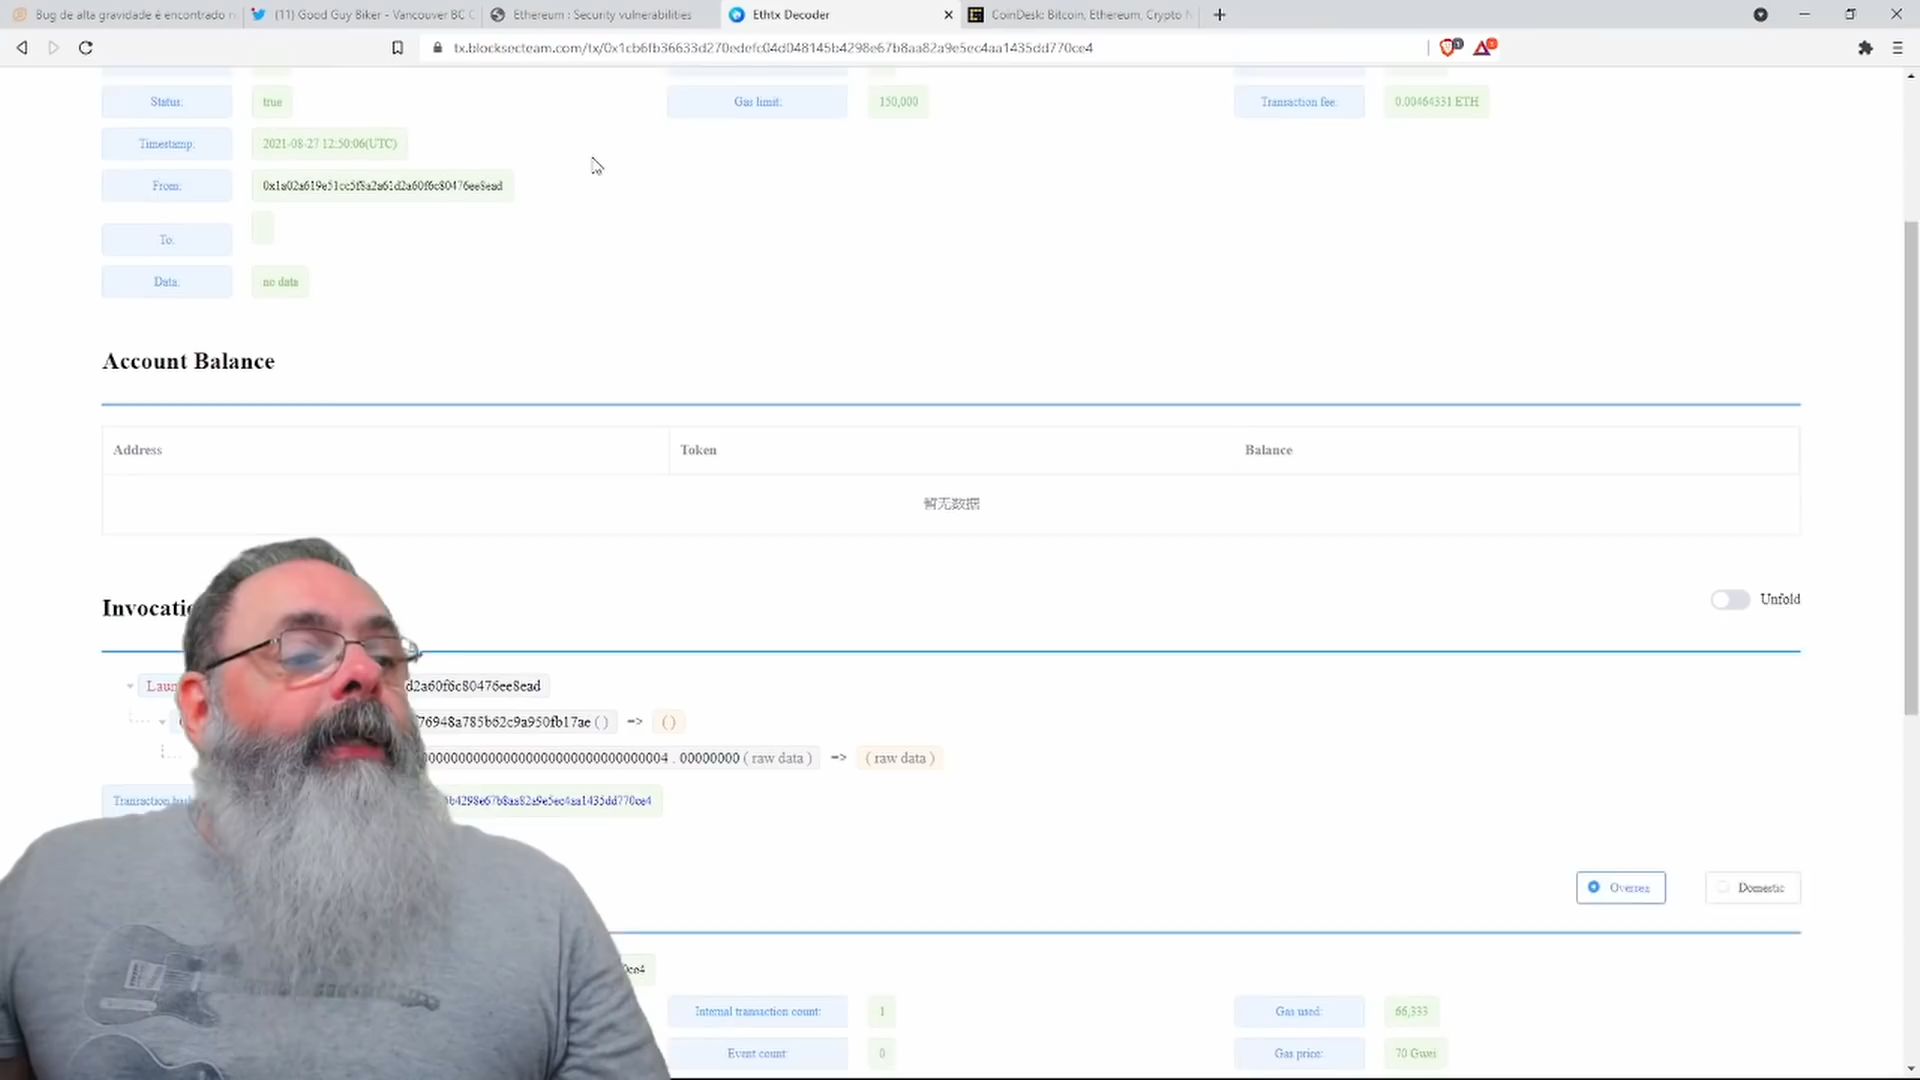 Bug de alta gravidade é encontrado n
(11) Good Guy Biker - Vancouver BC C
Ethereum : Security vulnerabilities
Ethtx Decoder
CoinDesk: Bitcoin, Ethereum, Crypto N
tx.blocksecteam.com/tx/0x1cb6fb36633d270edefc04d048145b4298e67b8aa82a9e5ec4aa1435dd770ce4
Status: true Gas limit: 150,000 Transaction fee: 0.00464331 ETH
Timestamp: 2021-08-27 12:50:06(UTC)
From: 0x1a02a619e51cc5f8a2a61d2a60f6c80476ee8ead
To:
Data: no data
Account Balance
Address Token Balance
暂无数据
Invocatio
Unfold
Laun d2a60f6c80476ee8ead
76948a785b62c9a950fb17ae ( ) => ( )
000000000000000000000000000000004 . 00000000 ( raw data ) => ( raw data )
Transaction hash b4298e67b8aa82a9e5ec4aa1435dd770ce4
Oversea Domestic
0ce4
Internal transaction count: 1 Gas used: 66,333
Event count: 0 Gas price: 70 Gwei